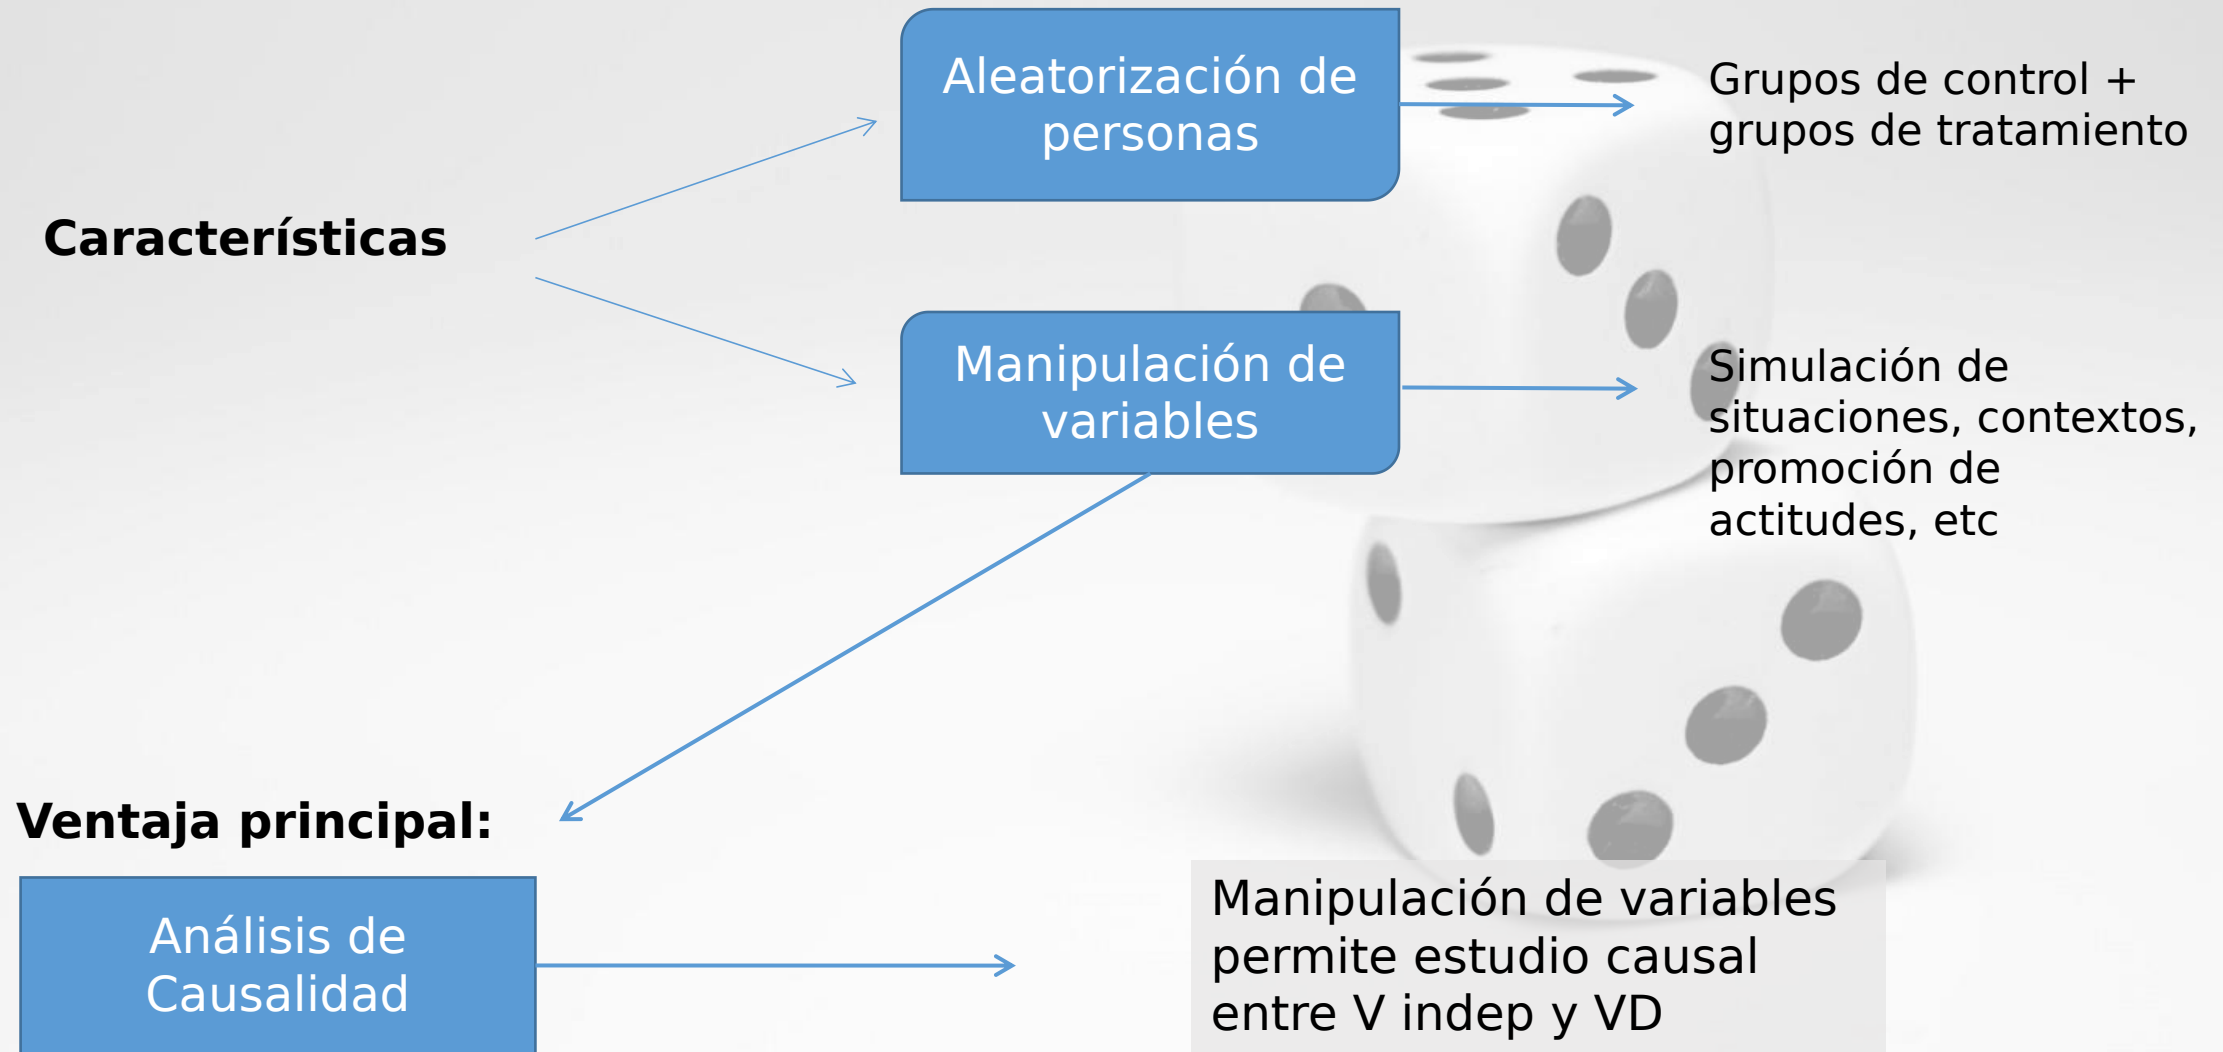 Aleatorización de
personas
Grupos de control +
grupos de tratamiento
Características
Manipulación de
variables
Simulación de
situaciones, contextos,
promoción de
actitudes, etc
Ventaja principal:
Análisis de
Causalidad
Manipulación de variables
permite estudio causal
entre V indep y VD